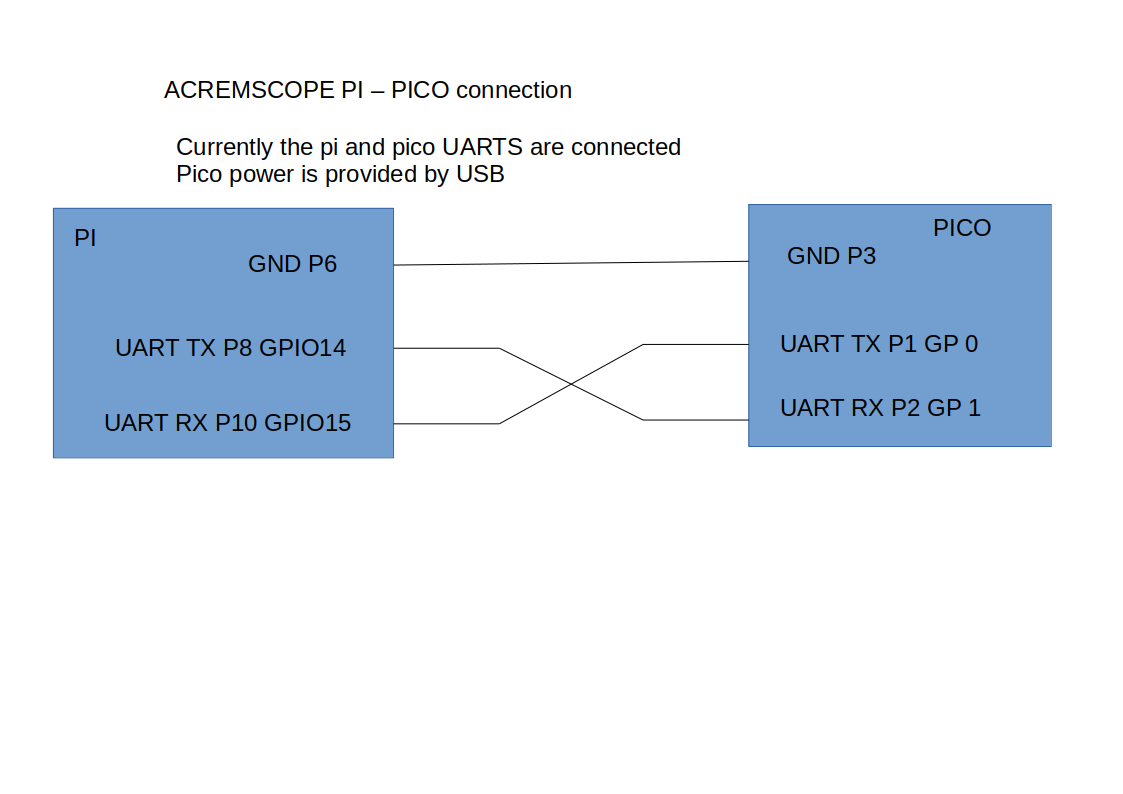 ACREMSCOPE PI – PICO connection
Currently the pi and pico UARTS are connected
Pico power is provided by USB
PI
GND P6
UART TX P8 GPIO14
UART RX P10 GPIO15
PICO
GND P3
UART TX P1 GP 0
UART RX P2 GP 1